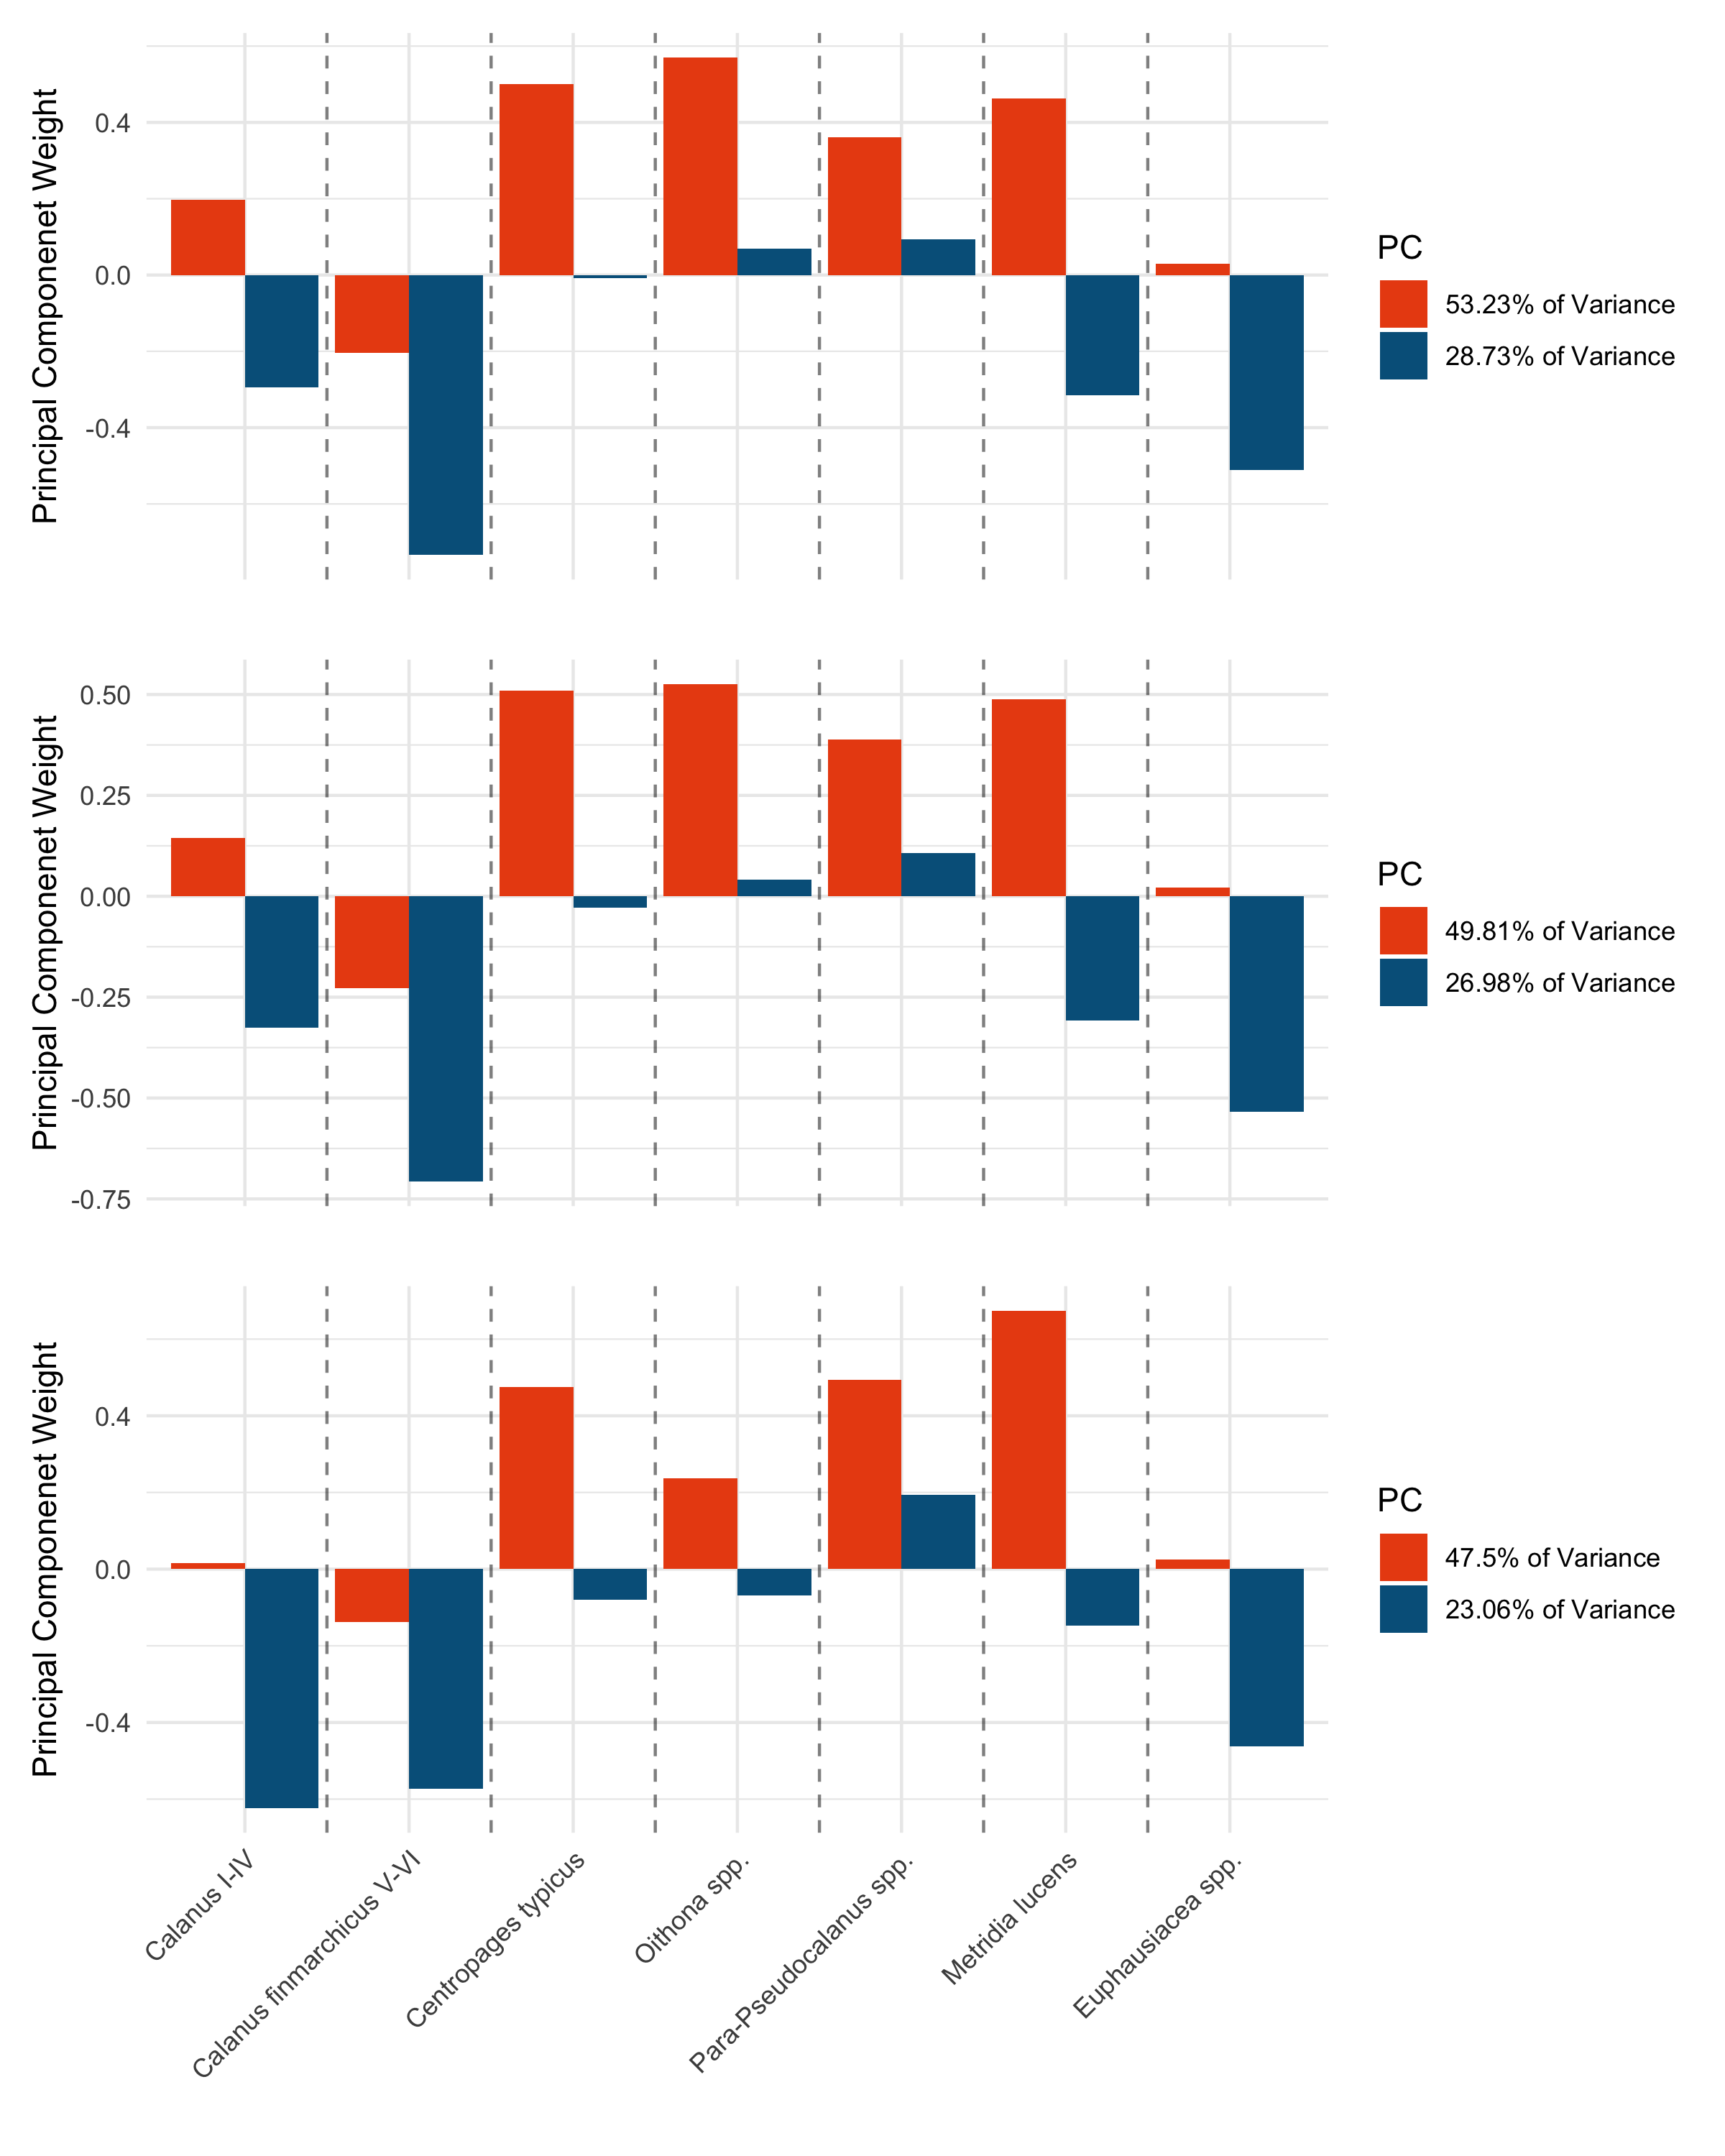 Principal Componenet Weight
0.4
0.0
-0.4
PC
53.23% of Variance
28.73% of Variance
Principal Componenet Weight
0.50
0.25
0.00
-0.25
-0.50
-0.75
PC
49.81% of Variance
26.98% of Variance
Principal Componenet Weight
0.4
0.0
-0.4
PC
47.5% of Variance
23.06% of Variance
Calanus I-IV
Calanus finmarchicus V-VI
Centropages typicus
Oithona spp.
Para-Pseudocalanus spp.
Metridia lucens
Euphausiacea spp.